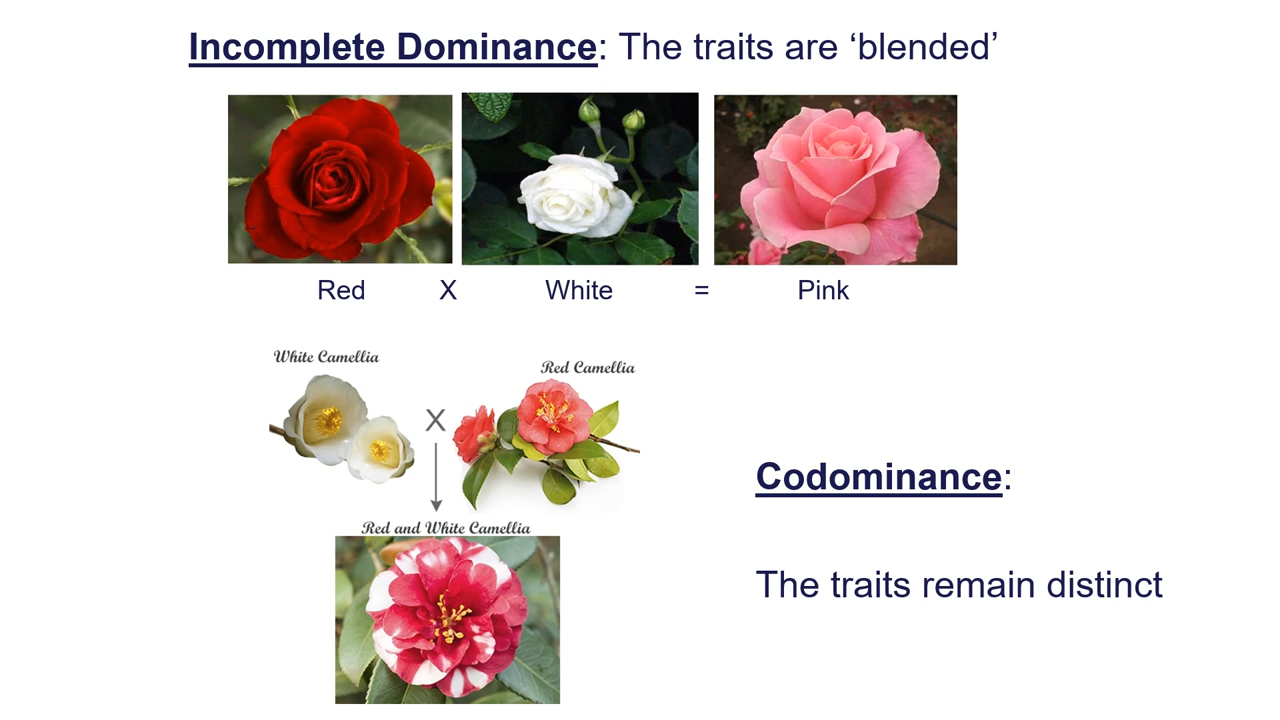 Incomplete Dominance: The traits are ‘blended’
Red X White = Pink
White Camellia
Red Camellia
X
Red and White Camellia
Codominance:
The traits remain distinct